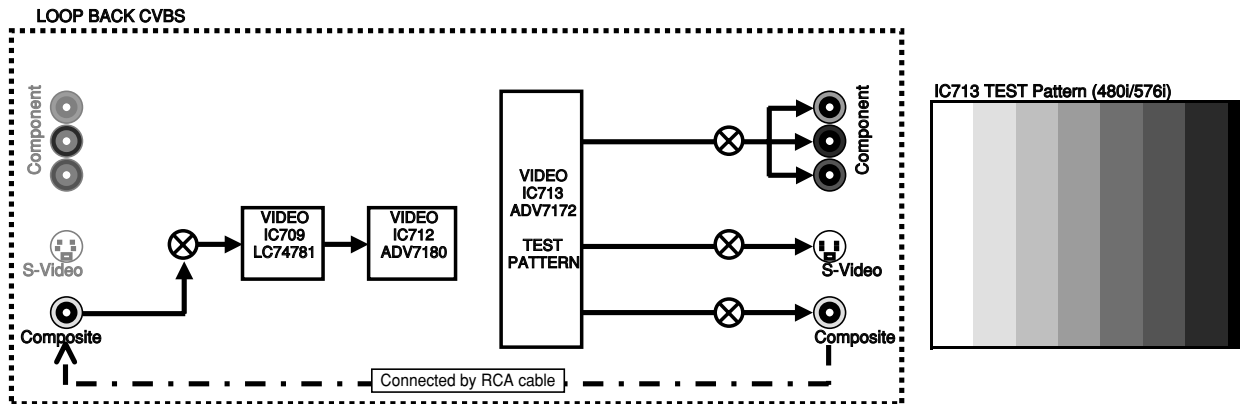 LOOP BACK CVBS
Component
S-Video
Composite
VIDEO
IC709
LC74781
VIDEO
IC712
ADV7180
VIDEO
IC713
ADV7172
TEST
PATTERN
Component
S-Video
Composite
Connected by RCA cable
IC713 TEST Pattern (480i/576i)